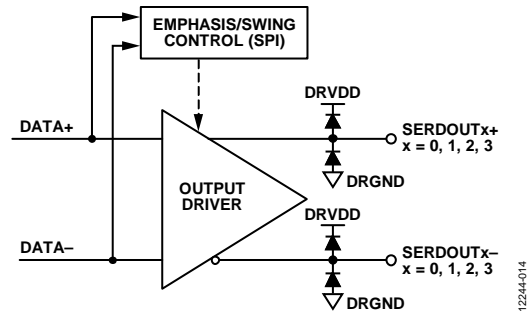 EMPHASIS/SWING
CONTROL (SPI)
DRVDD
DATA+
SERDOUTx+
x = 0, 1, 2, 3
DRGND
OUTPUT
DRIVER
DRVDD
DATA–
SERDOUTx–
x = 0, 1, 2, 3
DRGND
12244-014